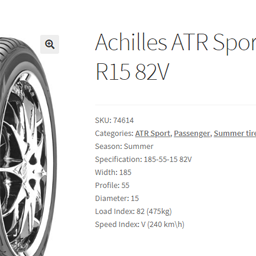 Achilles ATR Spor
R15 82V
SKU: 74614
Categories: ATR Sport, Passenger, Summer tire
Season: Summer
Specification: 185-55-15 82V
Width: 185
Profile: 55
Diameter: 15
Load Index: 82 (475kg)
Speed Index: V (240 km\h)